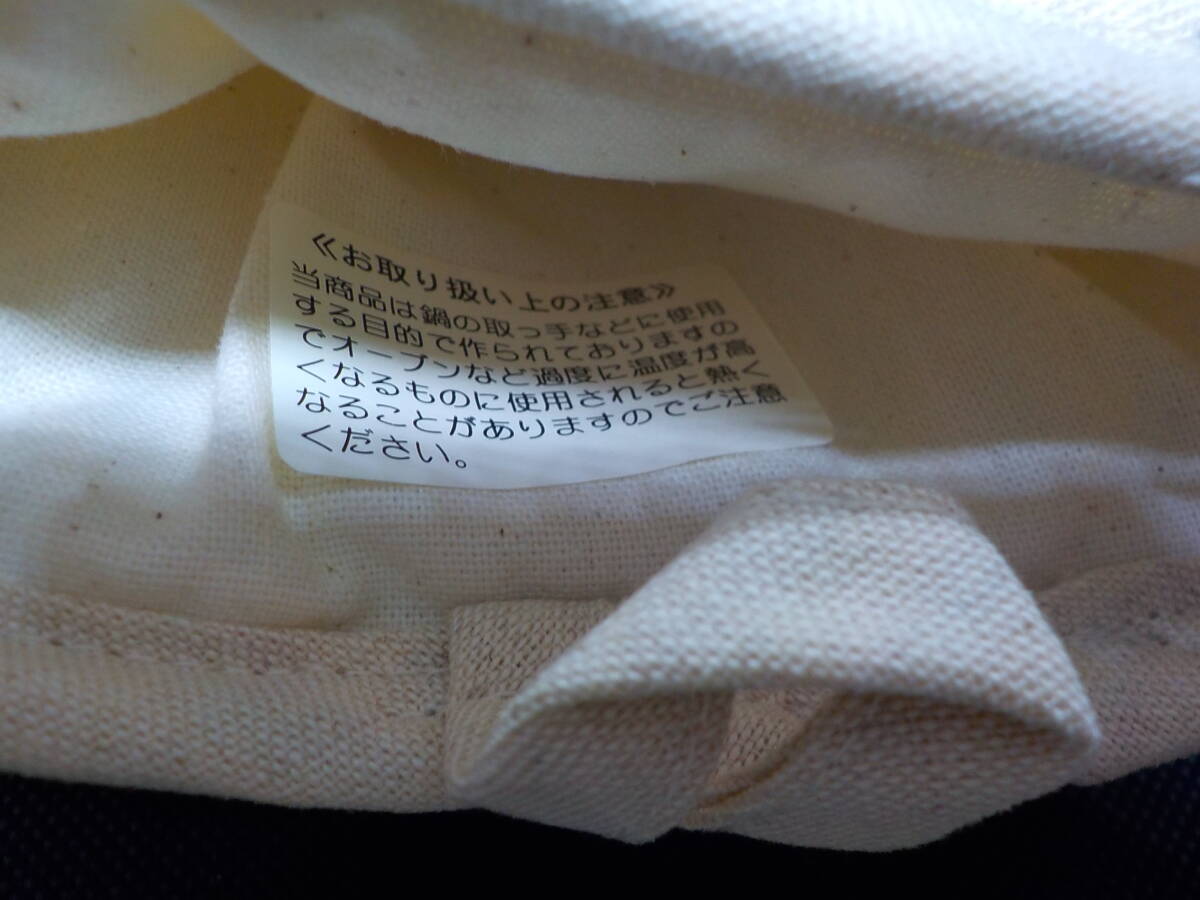 ≪お取り扱い上の注意≫
当商品は鍋の取っ手などに使用
する目的で作られておりますの
でオーブンなど過度に温度が高
くなるものに使用されると熱く
なることがありますのでご注意
ください。